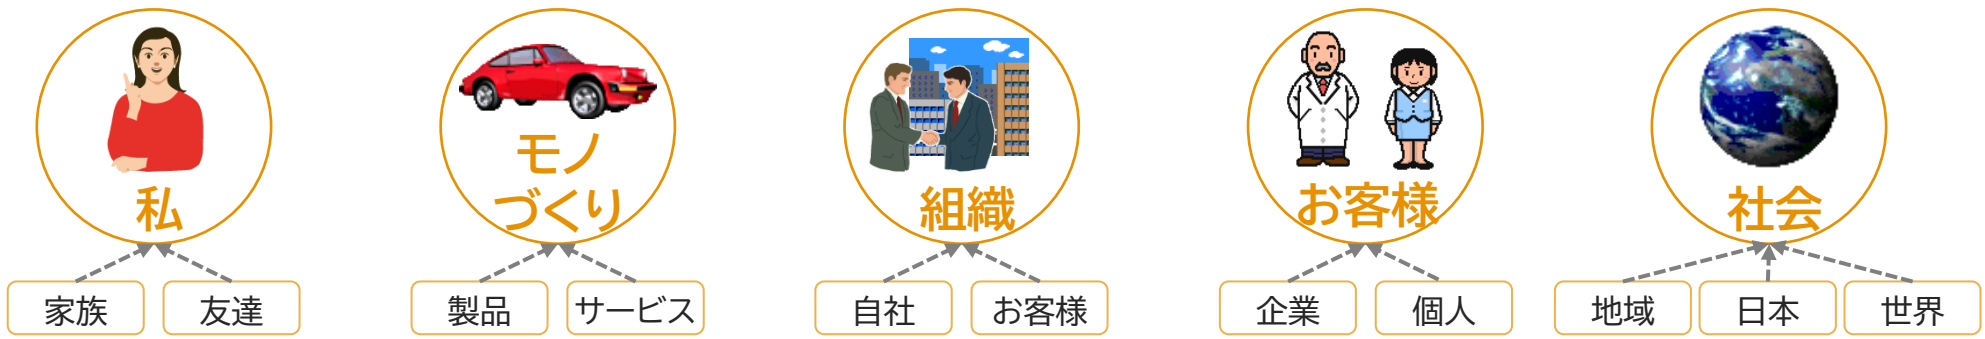 私
モノ
づくり
組織
お客様
社会
家族
友達
製品
サービス
自社
お客様
企業
個人
地域
日本
世界